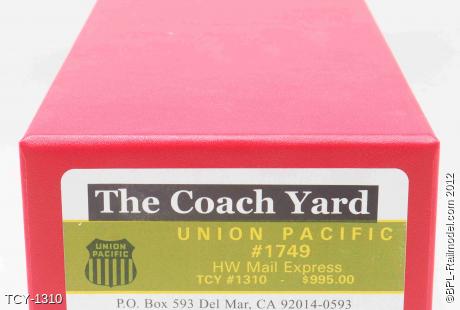 The Coach Yard
UNION PACIFIC
#1749
HW Mail Express
TCY #1310 - $995.00
UNION
PACIFIC
P.O. Box 593 Del Mar, CA 92014-0593
TCY-1310
©BPL-Railmodel.com 2012